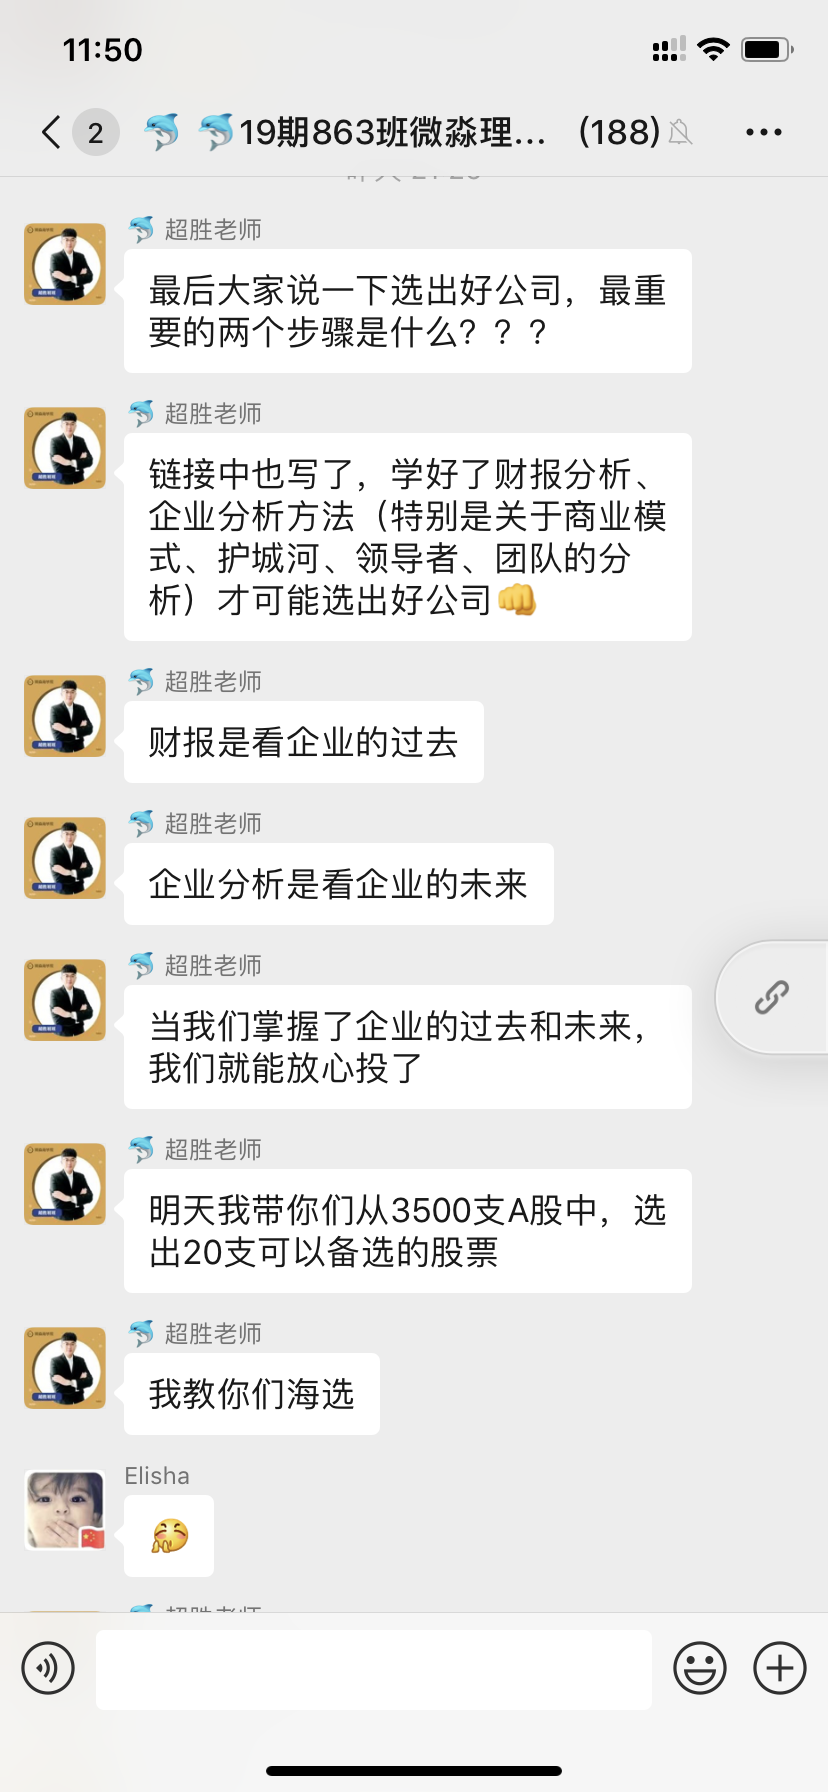 11:50
2
19期863班微淼理... (188)
超胜老师
最后大家说一下选出好公司，最重
要的两个步骤是什么？？？
超胜老师
链接中也写了，学好了财报分析、
企业分析方法（特别是关于商业模
式、护城河、领导者、团队的分
析）才可能选出好公司👊
超胜老师
财报是看企业的过去
超胜老师
企业分析是看企业的未来
超胜老师
当我们掌握了企业的过去和未来，
我们就能放心投了
超胜老师
明天我带你们从3500支A股中，选
出20支可以备选的股票
超胜老师
我教你们海选
Elisha